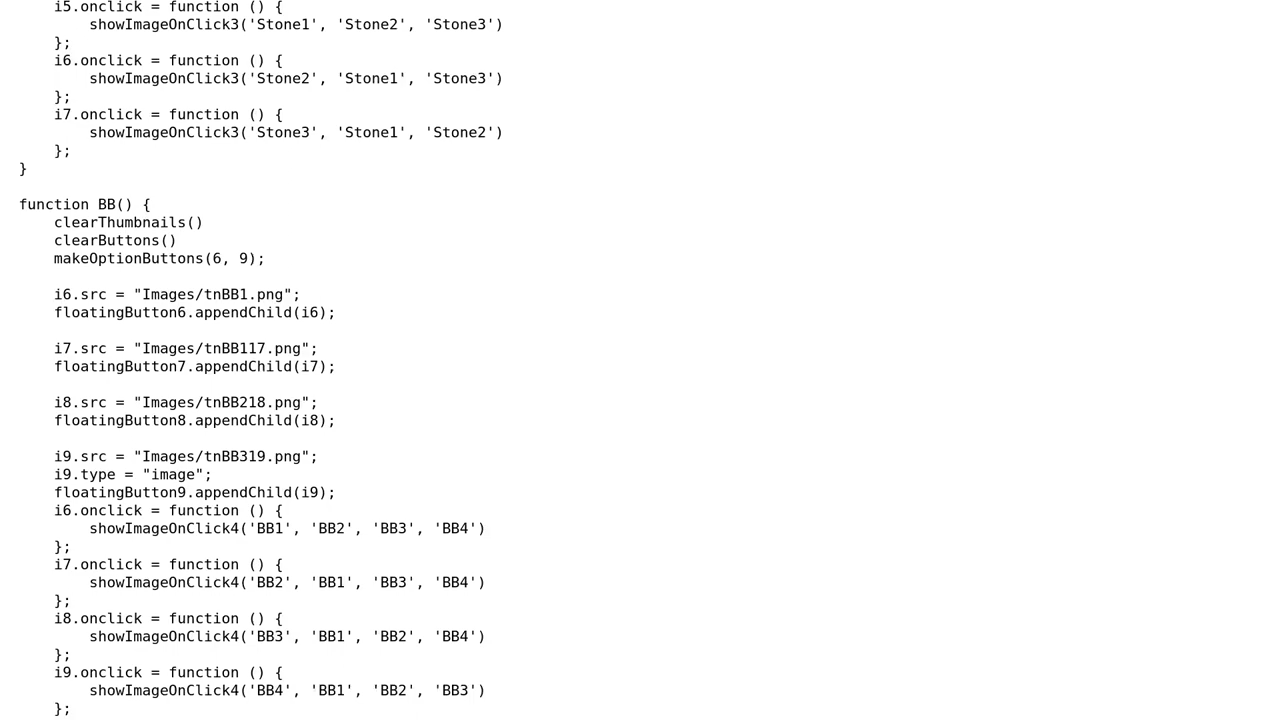 i5.onclick = function () {
        showImageOnClick3('Stone1', 'Stone2', 'Stone3')
    };
    i6.onclick = function () {
        showImageOnClick3('Stone2', 'Stone1', 'Stone3')
    };
    i7.onclick = function () {
        showImageOnClick3('Stone3', 'Stone1', 'Stone2')
    };
}

function BB() {
    clearThumbnails()
    clearButtons()
    makeOptionButtons(6, 9);

    i6.src = "Images/tnBB1.png";
    floatingButton6.appendChild(i6);

    i7.src = "Images/tnBB117.png";
    floatingButton7.appendChild(i7);

    i8.src = "Images/tnBB218.png";
    floatingButton8.appendChild(i8);

    i9.src = "Images/tnBB319.png";
    i9.type = "image";
    floatingButton9.appendChild(i9);
    i6.onclick = function () {
        showImageOnClick4('BB1', 'BB2', 'BB3', 'BB4')
    };
    i7.onclick = function () {
        showImageOnClick4('BB2', 'BB1', 'BB3', 'BB4')
    };
    i8.onclick = function () {
        showImageOnClick4('BB3', 'BB1', 'BB2', 'BB4')
    };
    i9.onclick = function () {
        showImageOnClick4('BB4', 'BB1', 'BB2', 'BB3')
    };